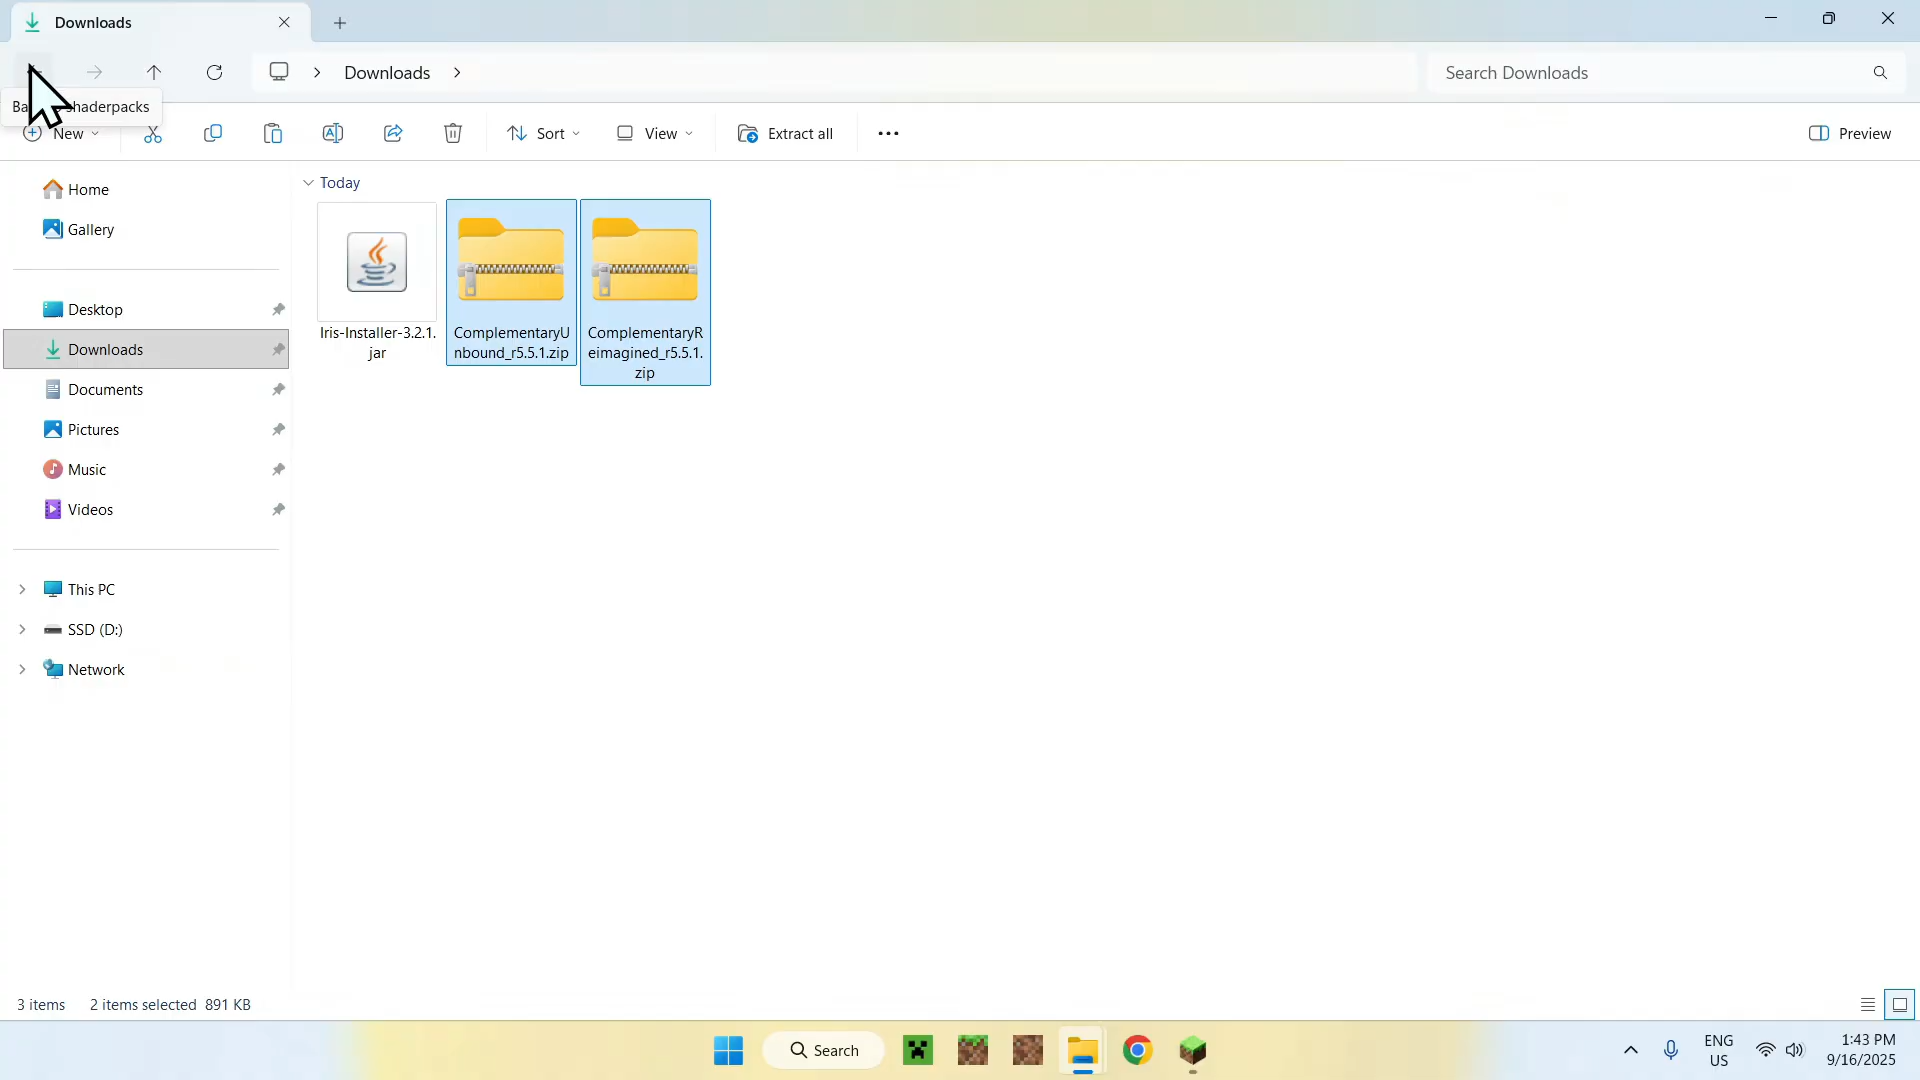 Downloads
Downloads
Search Downloads
shaderpacks
New
Sort
View
Extract all
Preview
Home
Gallery
Desktop
Downloads
Documents
Pictures
Music
Videos
This PC
SSD (D:)
Network
Today
Iris-Installer-3.2.1.
jar
ComplementaryU
nbound_r5.5.1.zip
ComplementaryR
eimagined_r5.5.1.
zip
3 items 2 items selected 891 KB
Search
ENG
US
1:43 PM
9/16/2025